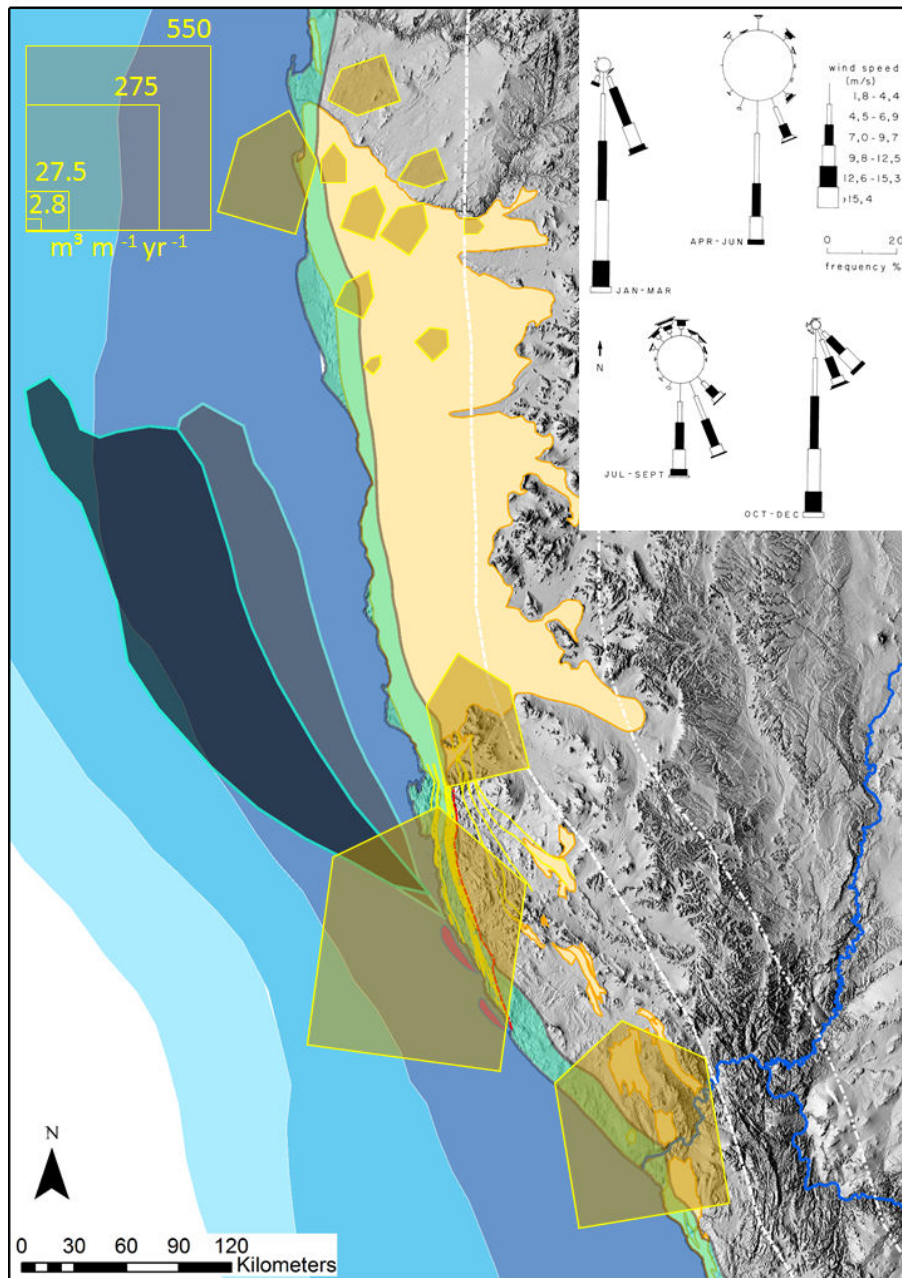 550
275
27.5
2.8
m³ m⁻¹ yr⁻¹
wind speed
(m/s)
1,8-4,4
4,5-6,9
7,0-9,7
9,8-12,5
12,6-15,3
>15,4
0 20
frequency %
JAN-MAR
APR-JUN
N
JUL-SEPT
OCT-DEC
N
0 30 60 90 120
Kilometers